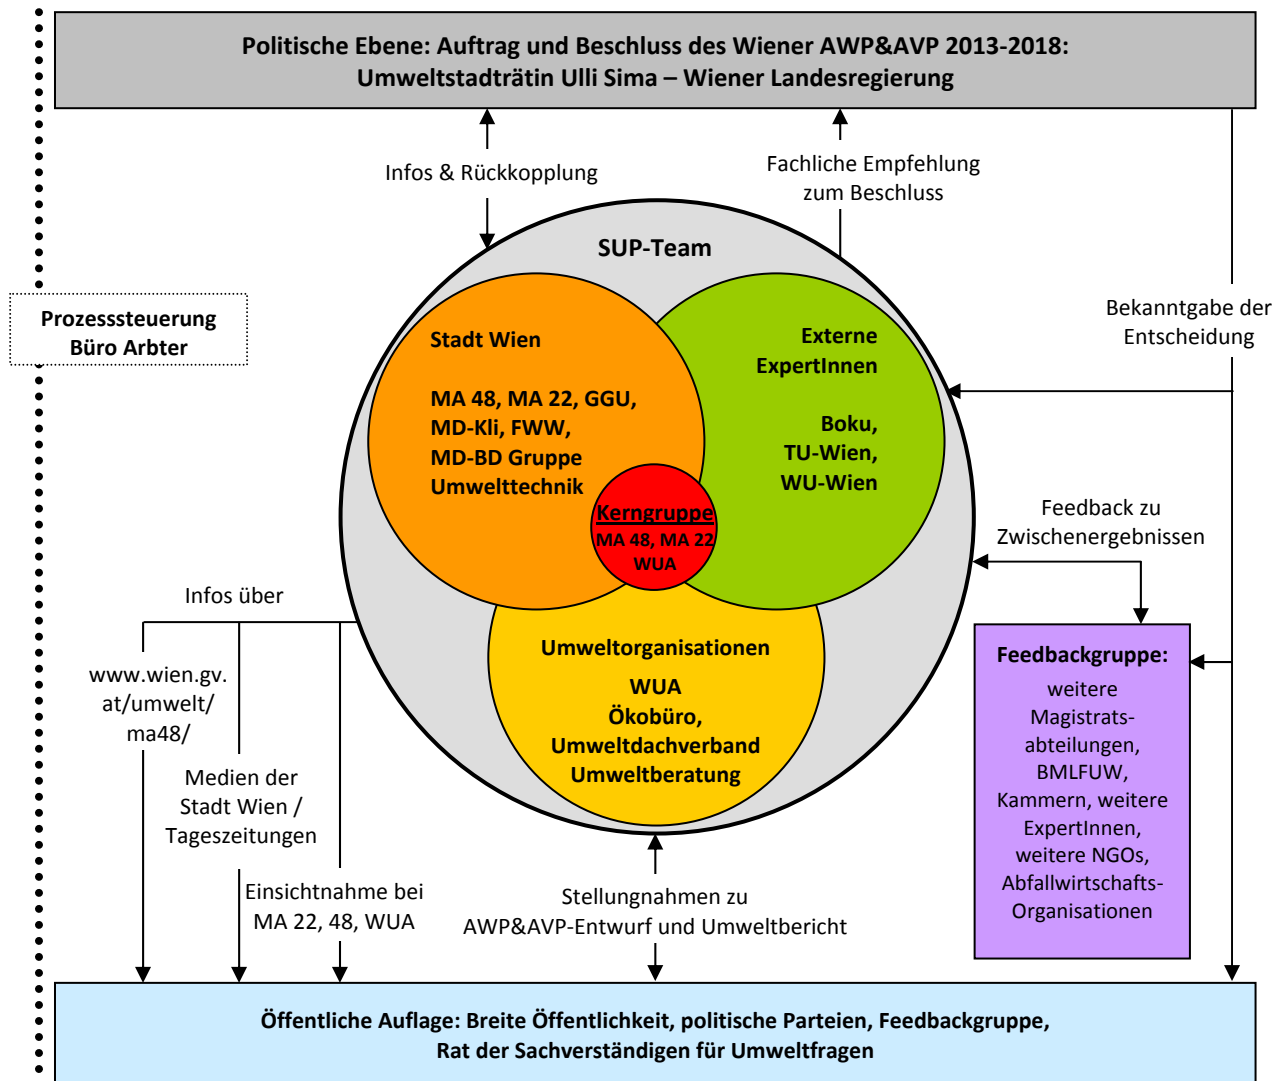 Politische Ebene: Auftrag und Beschluss des Wiener AWP&AVP 2013-2018:
Umweltstadträtin Ulli Sima – Wiener Landesregierung
Infos & Rückkopplung
Fachliche Empfehlung
zum Beschluss
SUP-Team
Prozesssteuerung
Büro Arbter
Bekanntgabe der
Entscheidung
Stadt Wien
MA 48, MA 22, GGU,
MD-Kli, FWW,
MD-BD Gruppe
Umwelttechnik
Externe
ExpertInnen
Boku,
TU-Wien,
WU-Wien
Kerngruppe
MA 48, MA 22
WUA
Feedback zu
Zwischenergebnissen
Infos über
www.wien.gv.
at/umwelt/
ma48/
Medien der
Stadt Wien /
Tageszeitungen
Einsichtnahme bei
MA 22, 48, WUA
Umweltorganisationen
WUA
Ökobüro,
Umweltdachverband
Umweltberatung
Feedbackgruppe:
weitere
Magistrats-
abteilungen,
BMLFUW,
Kammern, weitere
ExpertInnen,
weitere NGOs,
Abfallwirtschafts-
Organisationen
Stellungnahmen zu
AWP&AVP-Entwurf und Umweltbericht
Öffentliche Auflage: Breite Öffentlichkeit, politische Parteien, Feedbackgruppe,
Rat der Sachverständigen für Umweltfragen